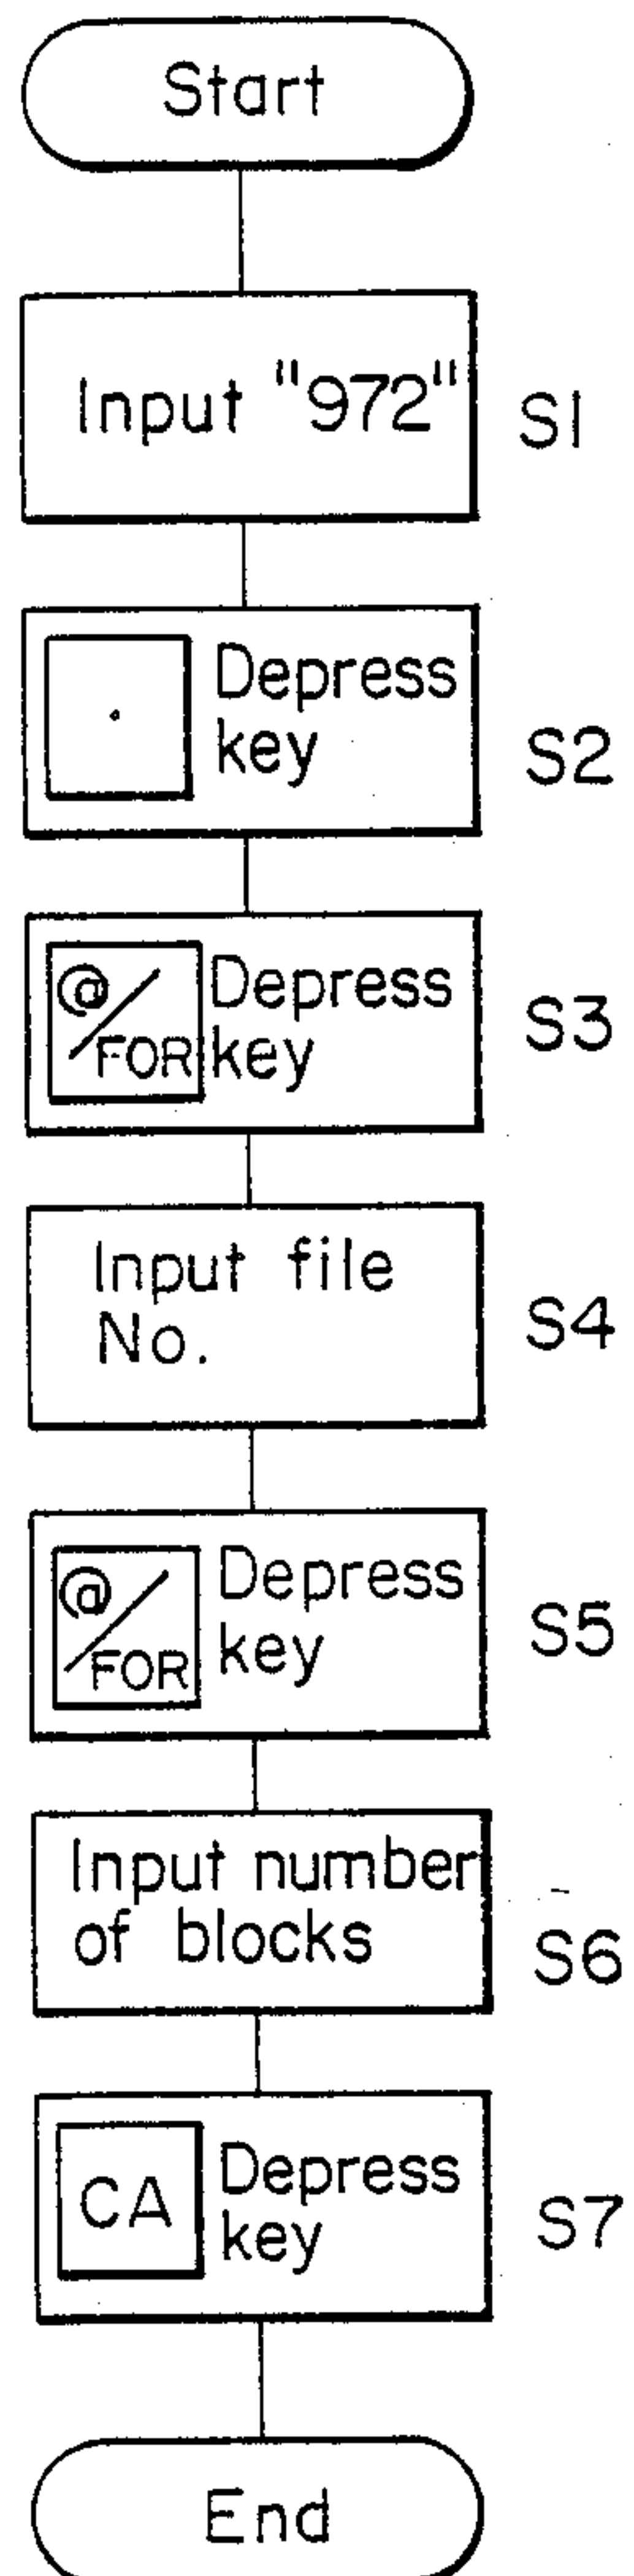 Start
Input "972"
S1
· Depress
key
S2
@/FOR Depress
key
S3
Input file
No.
S4
@/FOR Depress
key
S5
Input number
of blocks
S6
CA Depress
key
S7
End